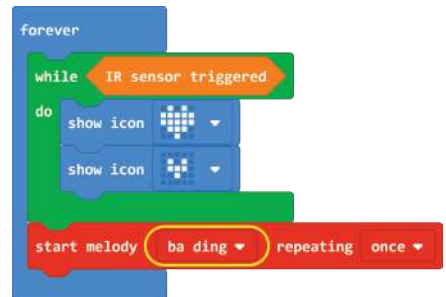 forever
while IR sensor triggered
do
show icon
show icon
start melody ba ding repeating once